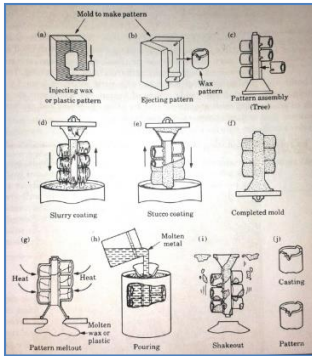 Mold to make pattern
(a)
(b)
(c)
Injecting wax
or plastic pattern
Ejecting pattern
Wax
pattern
Pattern assembly
(Tree)
(d)
(e)
(f)
Slurry coating
Stucco coating
Completed mold
(g)
(h)
(i)
(j)
Molten
metal
Heat
Heat
Casting
Molten
wax or
plastic
Pattern meltout
Pouring
Shakeout
Pattern